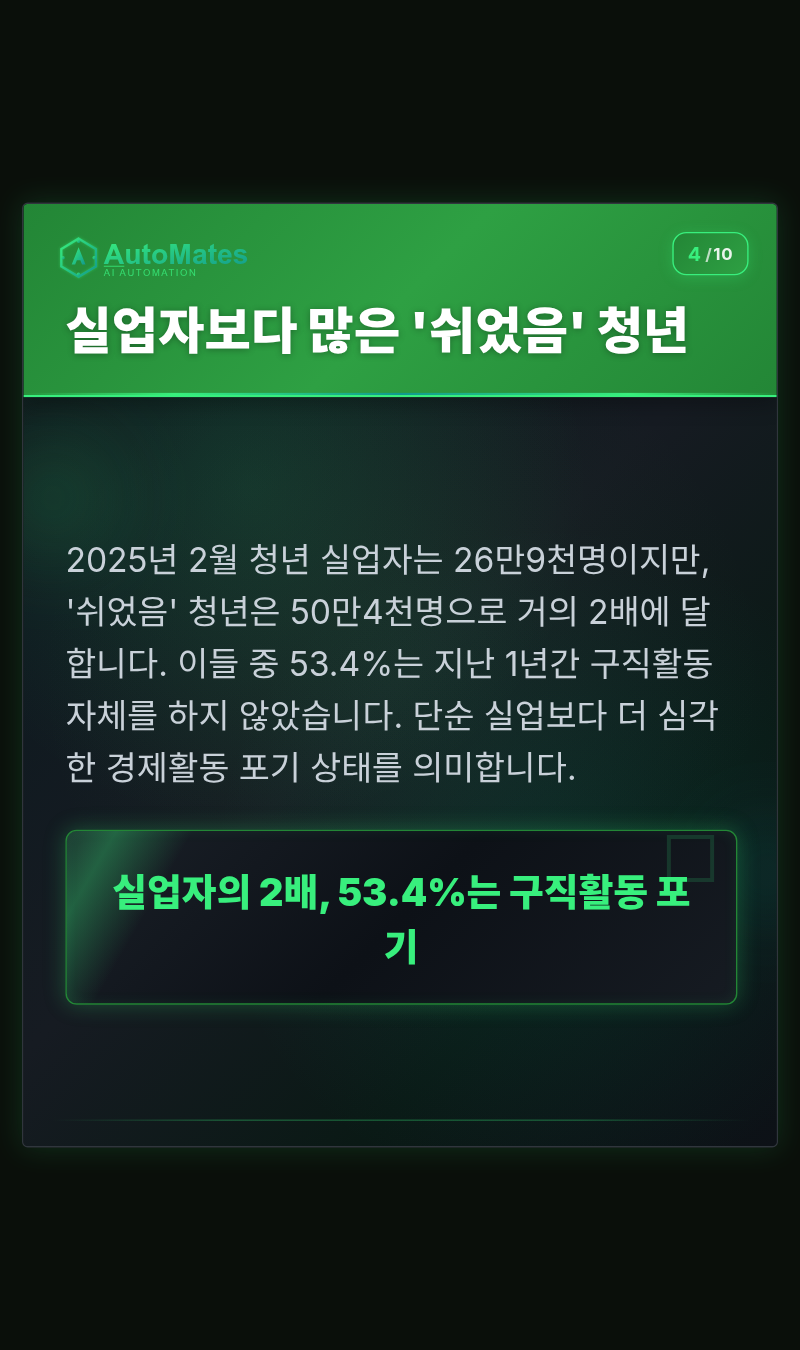 AutoMates
AI AUTOMATION
4 /10
실업자보다 많은 '쉬었음' 청년
2025년 2월 청년 실업자는 26만9천명이지만,
'쉬었음' 청년은 50만4천명으로 거의 2배에 달
합니다. 이들 중 53.4%는 지난 1년간 구직활동
자체를 하지 않았습니다. 단순 실업보다 더 심각
한 경제활동 포기 상태를 의미합니다.
실업자의 2배, 53.4%는 구직활동 포
기